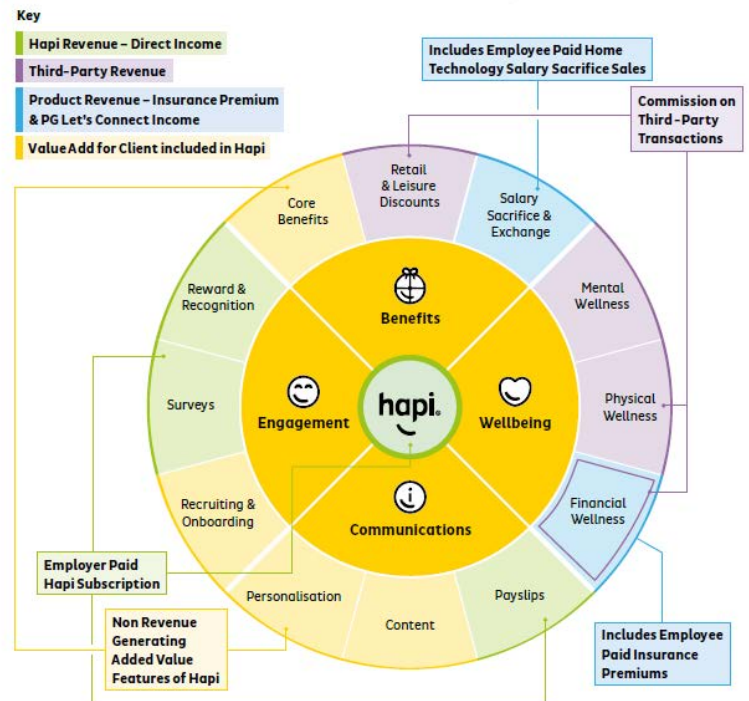 Key
Hapi Revenue – Direct Income
Third-Party Revenue
Product Revenue – Insurance Premium
& PG Let's Connect Income
Value Add for Client included in Hapi
Includes Employee Paid Home
Technology Salary Sacrifice Sales
Commission on
Third-Party
Transactions
Core
Benefits
Retail
& Leisure
Discounts
Salary
Sacrifice &
Exchange
Reward &
Recognition
Mental
Wellness
Benefits
Surveys
Engagement
hapi.
Wellbeing
Physical
Wellness
Recruiting &
Onboarding
Communications
Financial
Wellness
Employer Paid
Hapi Subscription
Personalisation
Content
Payslips
Non Revenue
Generating
Added Value
Features of Hapi
Includes Employee
Paid Insurance
Premiums